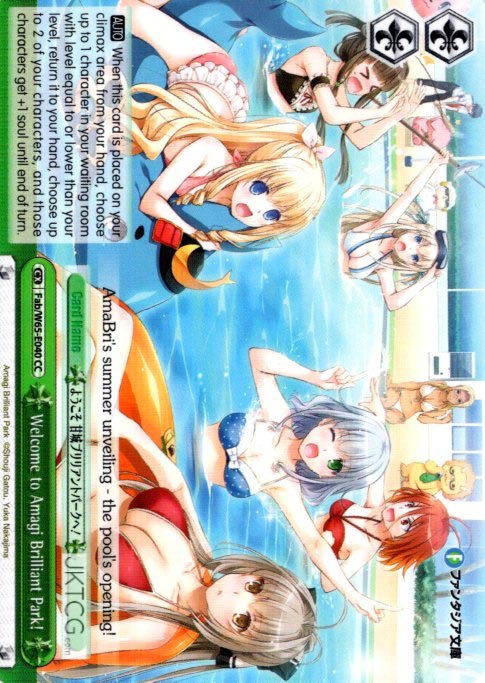 AUTO When this card is placed on your
climax area from your hand, choose
up to 1 character in your waiting room
with level equal to or lower than your
level, return it to your hand, choose up
to 2 of your characters, and those
characters get +1 soul until end of turn.
AmaBri's summer unveiling - the pool's opening!
Card Name
ようこそ 甘城ブリリアントパークへ!
JKTCG.com
CX Fab/W65-E040 CC
Welcome to Amagi Brilliant Park!
Amagi Brilliant Park ©Shouji Gatou, Yuka Nakajima
F ファンタジア文庫